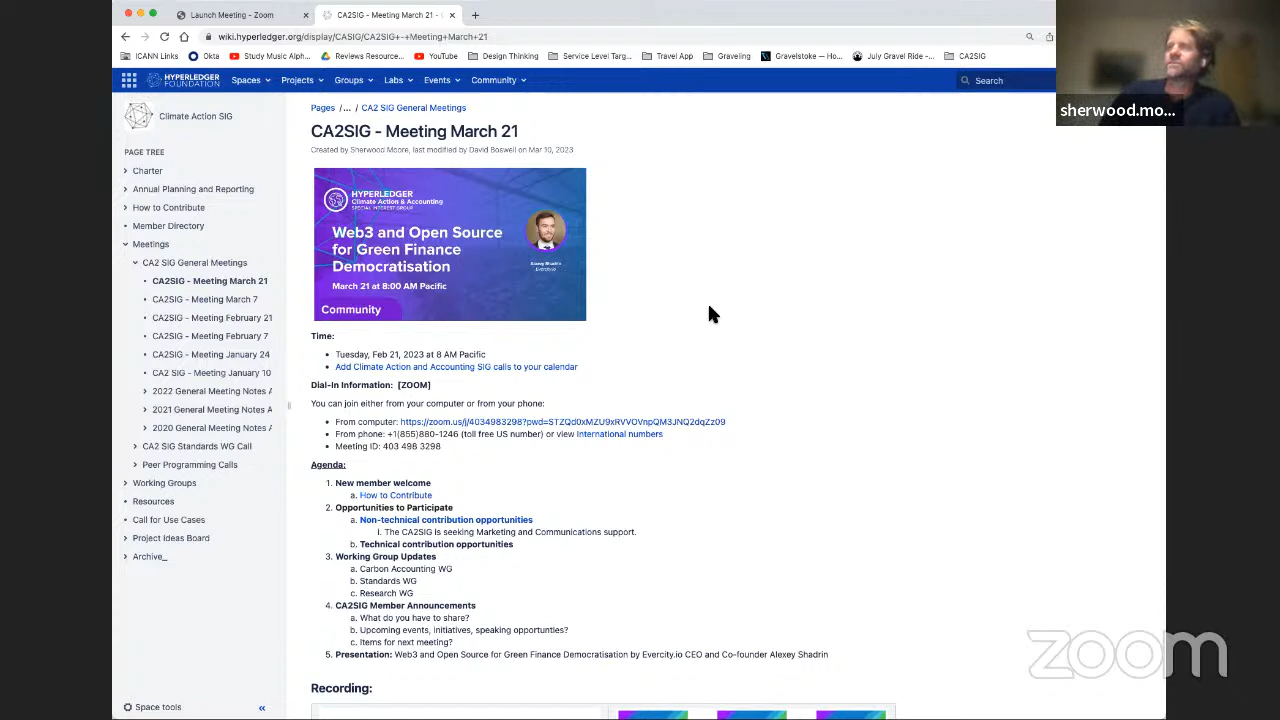 Launch Meeting - Zoom
CA2SIG - Meeting March 21 -
wiki.hyperledger.org/display/CASIG/CA2SIG+-+Meeting+March+21
ICANN Links
Okta
Study Music Alph...
Reviews Resource...
YouTube
Design Thinking
Service Level Targ...
Travel App
Graveling
Gravelstoke — Ho...
July Gravel Ride -...
CA2SIG
HYPERLEDGER
FOUNDATION
Spaces
Projects
Groups
Labs
Events
Community
Search
sherwood.mo...
Climate Action SIG
PAGE TREE
Charter
Annual Planning and Reporting
How to Contribute
Member Directory
Meetings
CA2 SIG General Meetings
CA2SIG - Meeting March 21
CA2SIG - Meeting March 7
CA2SIG - Meeting February 21
CA2SIG - Meeting February 7
CA2SIG - Meeting January 24
CA2 SIG - Meeting January 10
2022 General Meeting Notes A
2021 General Meeting Notes A
2020 General Meeting Notes A
CA2 SIG Standards WG Call
Peer Programming Calls
Working Groups
Resources
Call for Use Cases
Project Ideas Board
Archive_
Space tools
Pages /... / CA2 SIG General Meetings
CA2SIG - Meeting March 21
Created by Sherwood Moore, last modified by David Boswell on Mar 10, 2023
HYPERLEDGER
Climate Action & Accounting
SPECIAL INTEREST GROUP
Web3 and Open Source
for Green Finance
Democratisation
March 21 at 8:00 AM Pacific
Community
Time:
Tuesday, Feb 21, 2023 at 8 AM Pacific
Add Climate Action and Accounting SIG calls to your calendar
Dial-In Information: [ZOOM]
You can join either from your computer or from your phone:
From computer: https://zoom.us/j/4034983298?pwd=STZQd0xMZU9xRVVOVnpQM3JNQ2dqZz09
From phone: +1(855)880-1246 (toll free US number) or view International numbers
Meeting ID: 403 498 3298
Agenda:
1. New member welcome
a. How to Contribute
2. Opportunities to Participate
a. Non-technical contribution opportunities
i. The CA2SIG is seeking Marketing and Communications support.
b. Technical contribution opportunities
3. Working Group Updates
a. Carbon Accounting WG
b. Standards WG
c. Research WG
4. CA2SIG Member Announcements
a. What do you have to share?
b. Upcoming events, initiatives, speaking opportunties?
c. Items for next meeting?
5. Presentation: Web3 and Open Source for Green Finance Democratisation by Evercity.io CEO and Co-founder Alexey Shadrin
Recording:
zoom